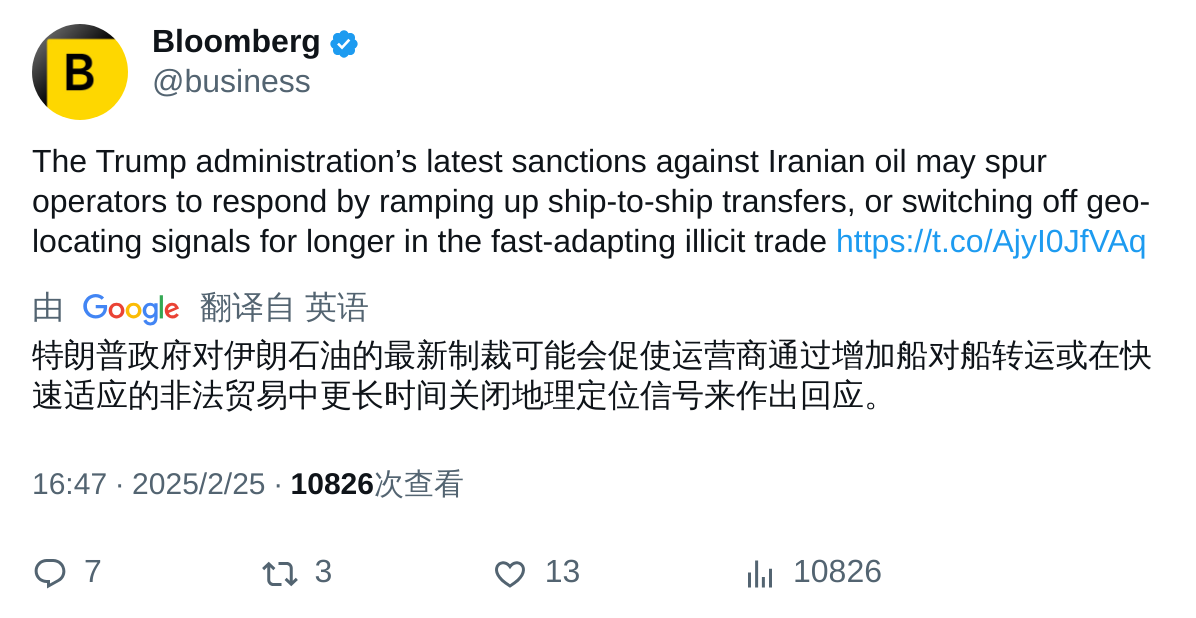 B
Bloomberg
@business
The Trump administration’s latest sanctions against Iranian oil may spur
operators to respond by ramping up ship-to-ship transfers, or switching off geo-
locating signals for longer in the fast-adapting illicit trade https://t.co/AjyI0JfVAq
由 Google 翻译自 英语
特朗普政府对伊朗石油的最新制裁可能会促使运营商通过增加船对船转运或在快
速适应的非法贸易中更长时间关闭地理定位信号来作出回应。
16:47 · 2025/2/25 · 10826次查看
7 3 13 10826